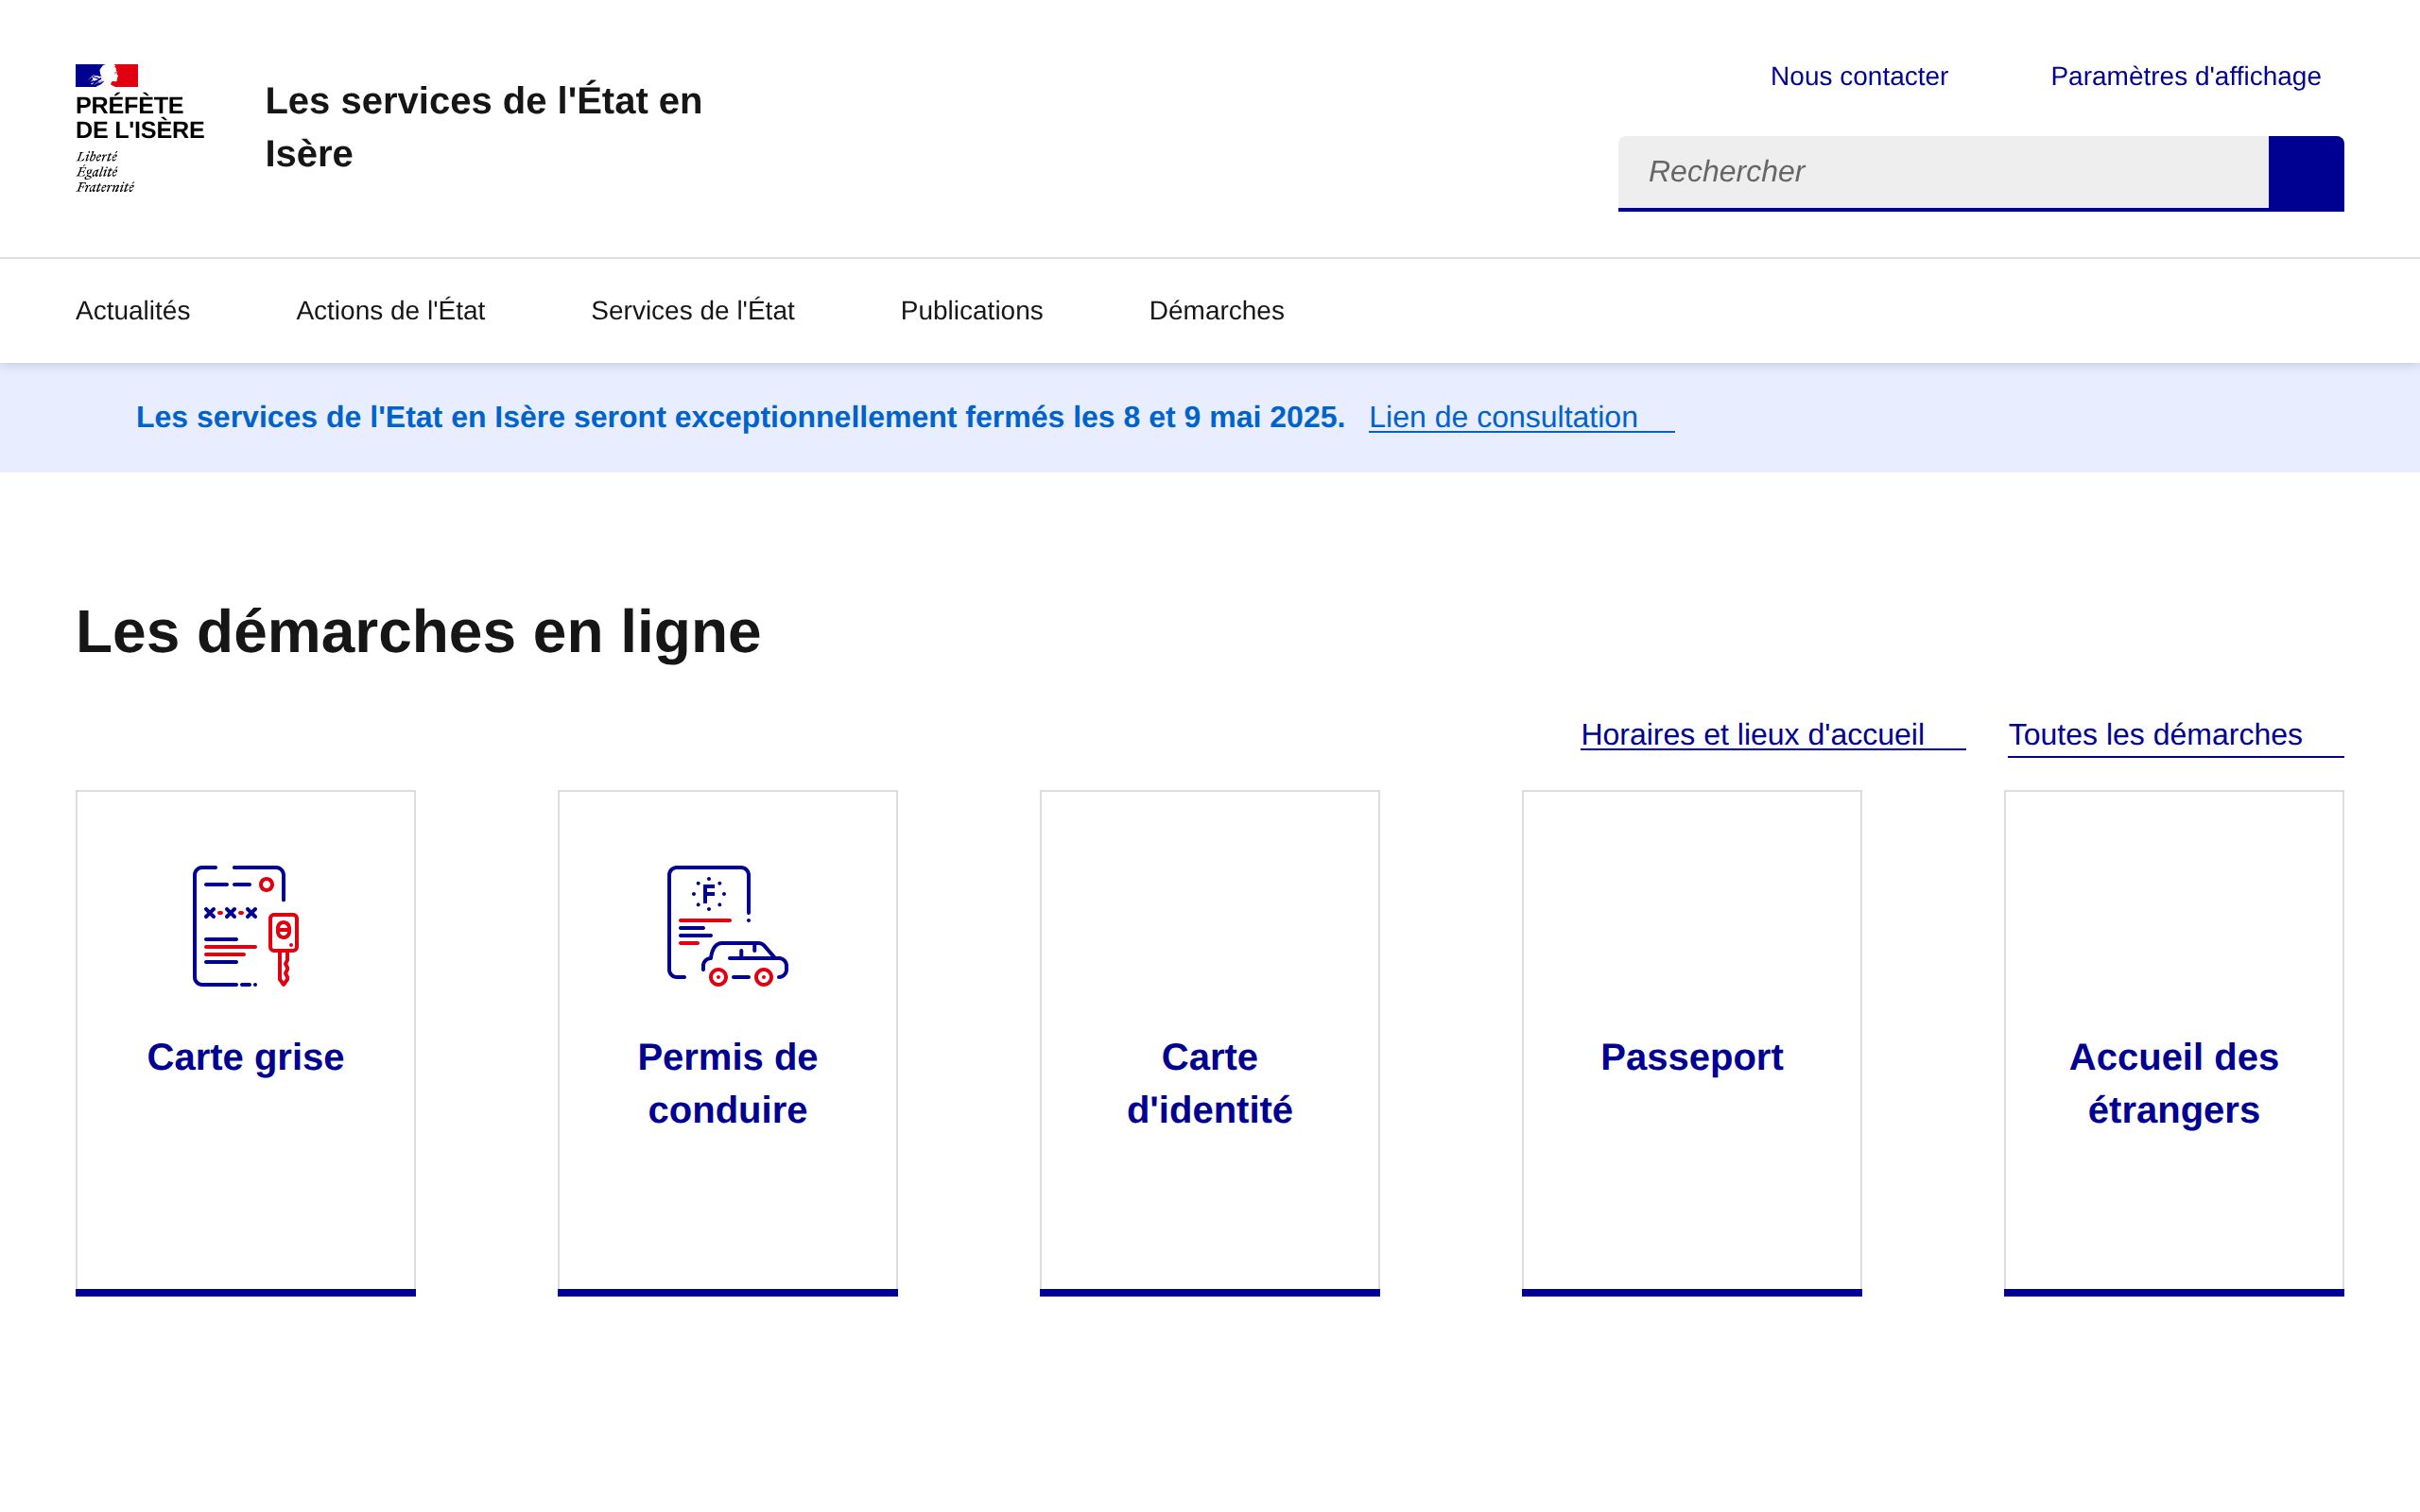 PRÉFÈTE
DE L'ISÈRE
Liberté
Égalité
Fraternité
Les services de l'État en
Isère
Nous contacter
Paramètres d'affichage
Rechercher
Actualités
Actions de l'État
Services de l'État
Publications
Démarches
Les services de l'Etat en Isère seront exceptionnellement fermés les 8 et 9 mai 2025. Lien de consultation
Les démarches en ligne
Horaires et lieux d'accueil
Toutes les démarches
F
Carte grise
Permis de
conduire
Carte
d'identité
Passeport
Accueil des
étrangers